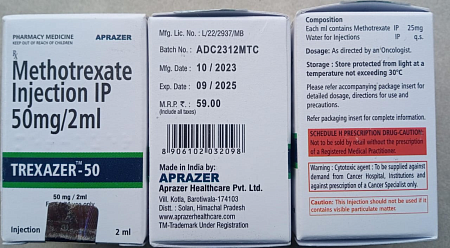 PHARMACY MEDICINE
KEEP OUT OF REACH OF CHILDREN
APRAZER
Rx
Methotrexate
Injection IP
50mg/2ml
TREXAZER™-50
50 mg / 2ml
Injection
2 ml
Mfg. Lic. No. : L/22/2937/MB
Batch No. : ADC2312MTC
Mfg. Date : 10 / 2023
Exp. Date : 09 / 2025
M.R.P. ₹. : 59.00
(Include all taxes)
8 906102 032098
Made in India by:
APRAZER
Aprazer Healthcare Pvt. Ltd.
Vill. Kotla, Barotiwala-174103
Distt. : Solan, Himachal Pradesh
www.aprazerhealthcare.com
TM-Trademark Under Registration
Composition
Each ml contains Methotrexate IP 25mg
Water for Injections IP q.s.
Dosage: As directed by an Oncologist.
Storage : Store protected from light at a
temperature not exceeding 30°C
Please refer accompanying package insert for
detailed dosage, directions for use and
precautions.
Refer packaging insert for complete information.
SCHEDULE H PRESCRIPTION DRUG-CAUTION:
Not to be sold by retail without the prescription
of a Registered Medical Practitioner.
Warning : Cytotoxic agent : To be supplied against
demand from Cancer Hospital, Institutions and
against prescription of a Cancer Specialist only.
Caution: This Injection should not be used if it
contains visible particulate matter.